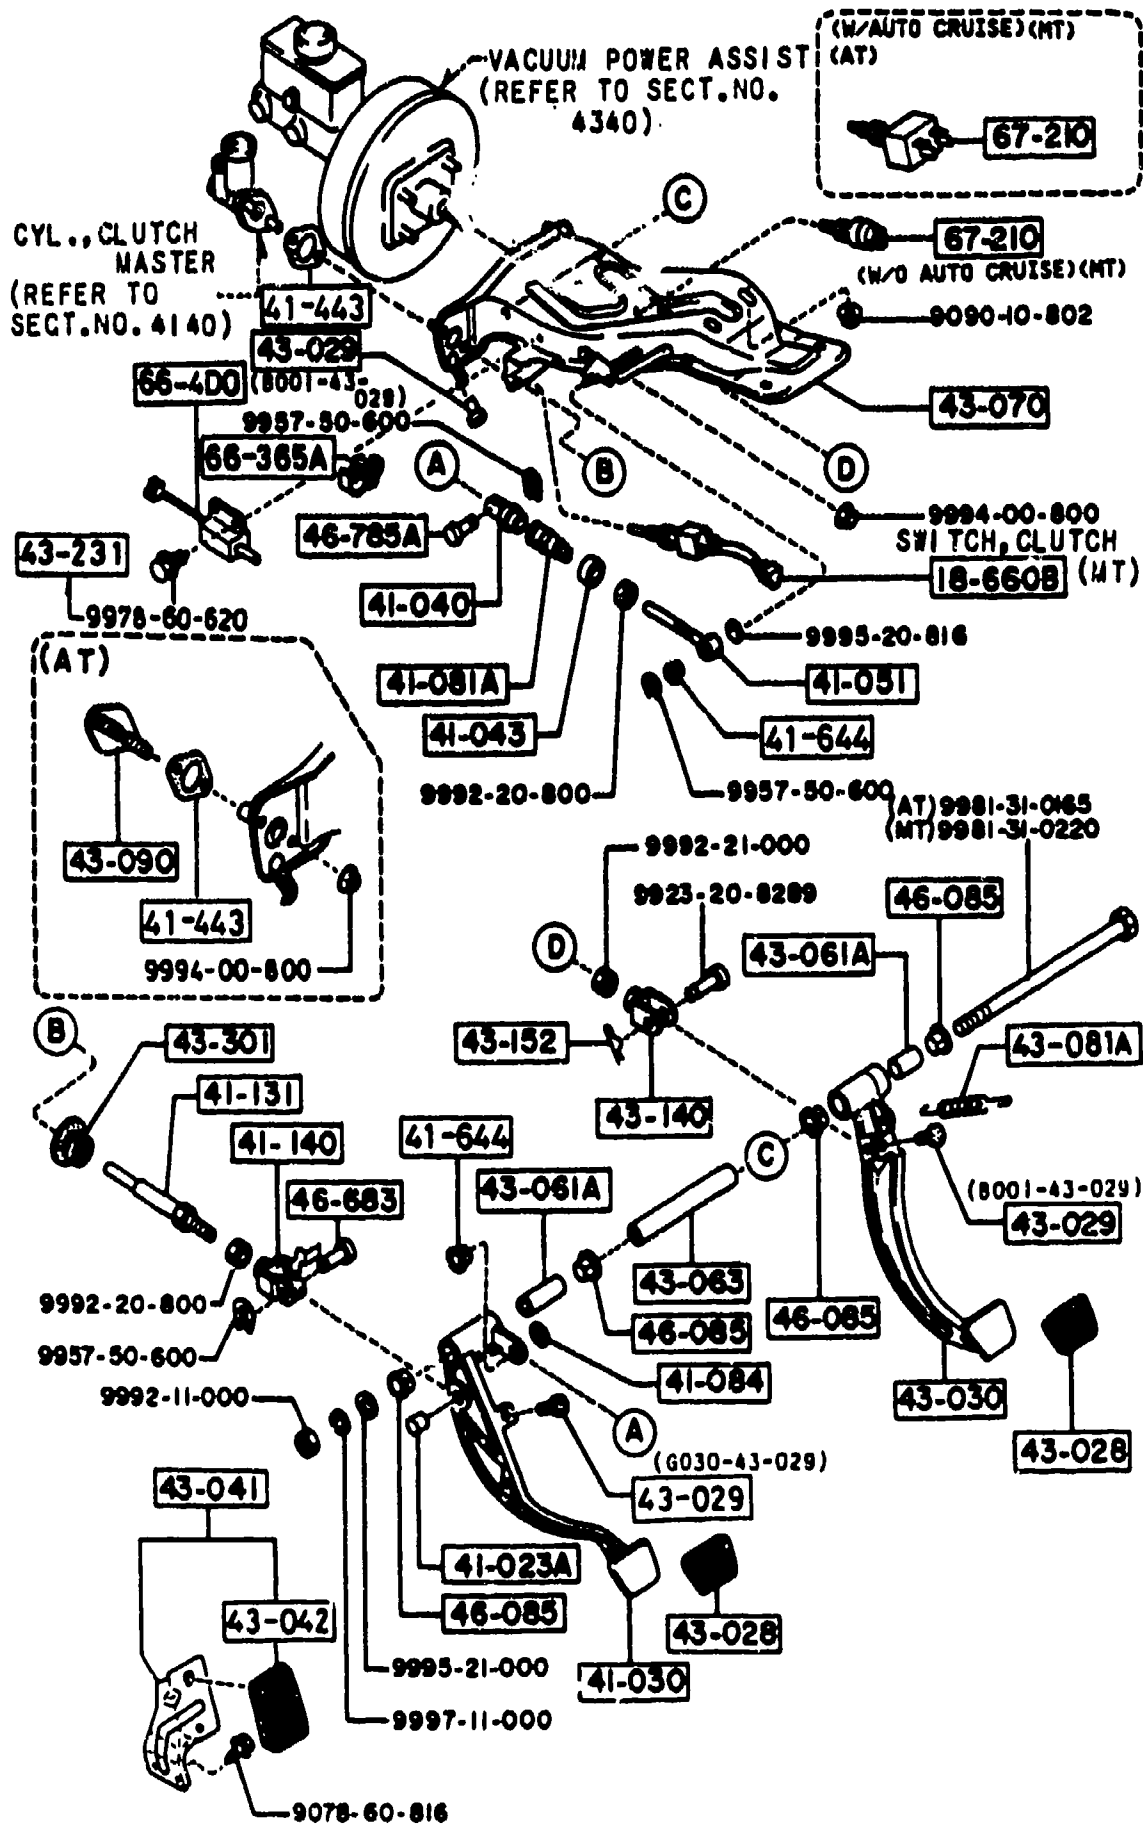 (W/AUTO CRUISE)(MT)
(AT)
67-210
VACUUM POWER ASSIST
(REFER TO SECT.NO.
4340)
C
CYL.,CLUTCH
MASTER
(REFER TO
SECT.NO.4140)
41-443
67-210
(W/O AUTO CRUISE)(MT)
9090-10-802
43-029
(B001-43-
029)
66-4D0
9957-50-600
43-070
66-365A
A
B
D
46-785A
9994-00-800
SWITCH,CLUTCH
18-660B
(MT)
43-231
9978-60-620
41-040
9995-20-816
41-081A
41-051
41-043
41-644
9992-20-800
9957-50-600
(AT)
43-090
41-443
9994-00-800
(AT)9981-31-0165
(MT)9981-31-0220
9992-21-000
9923-20-8289
46-085
43-061A
D
43-152
43-081A
43-140
B
43-301
41-131
41-140
46-683
41-644
43-061A
C
(B001-43-029)
43-029
43-063
46-085
46-085
9992-20-800
9957-50-600
9992-11-000
41-084
43-030
A
43-028
(G030-43-029)
43-029
43-041
41-023A
43-042
46-085
43-028
9995-21-000
41-030
9997-11-000
9078-60-816